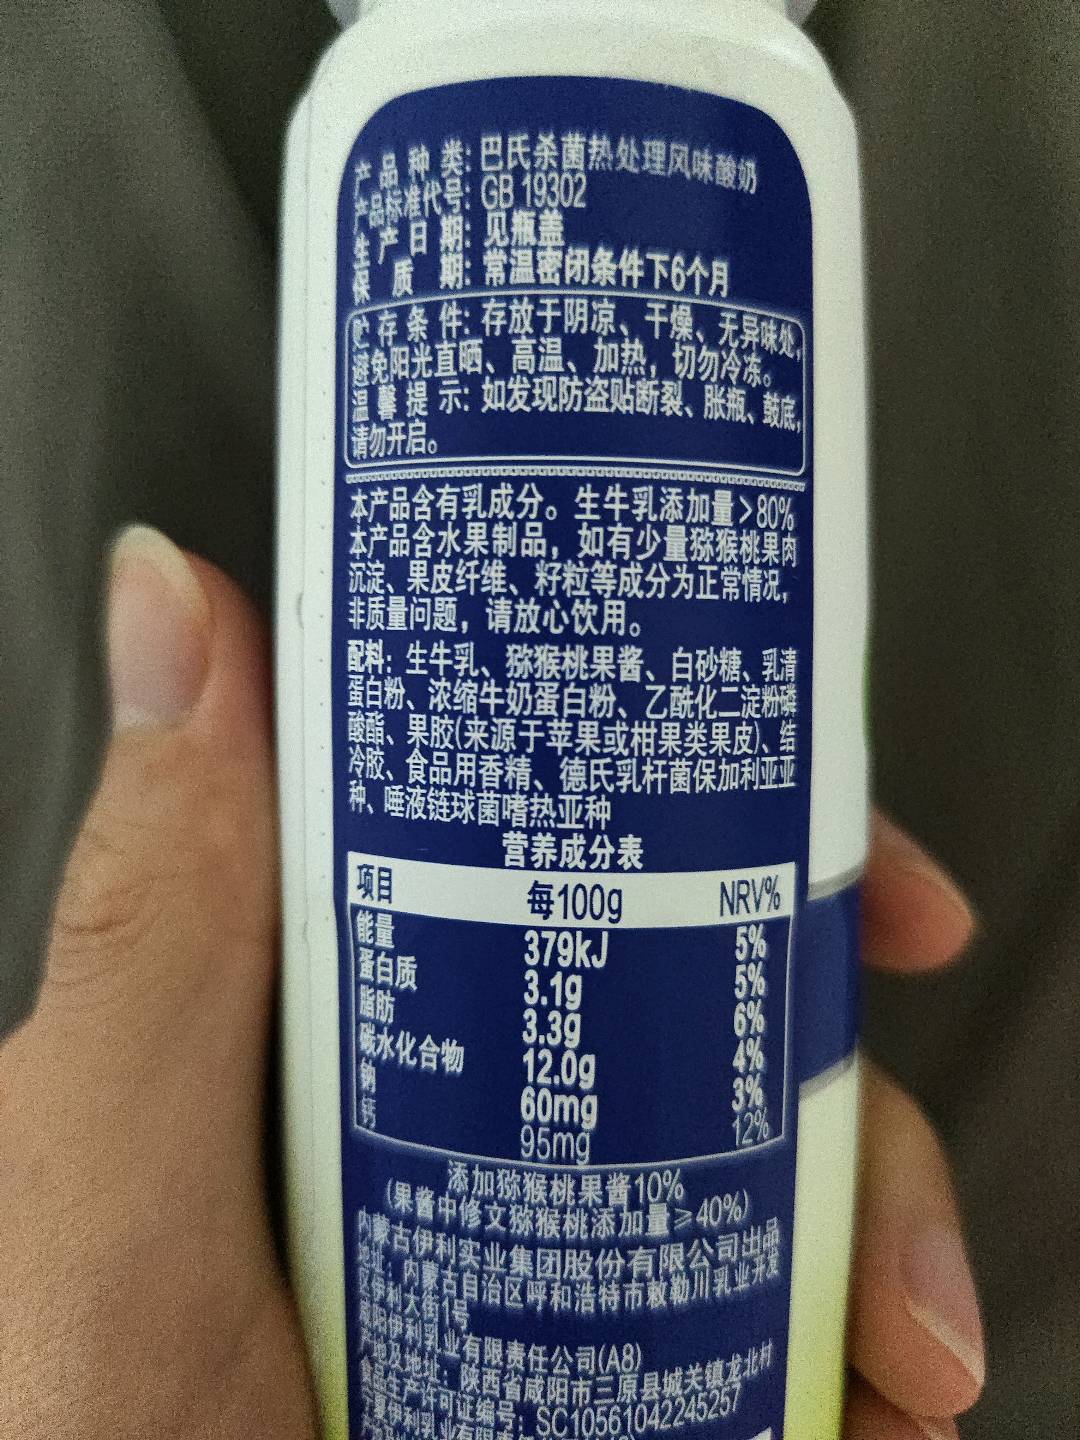 产品种类: 巴氏杀菌热处理风味酸奶
产品标准代号: GB 19302
生产日期: 见瓶盖
保质期: 常温密闭条件下6个月
贮存条件: 存放于阴凉、干燥、无异味处,
避免阳光直晒、高温、加热, 切勿冷冻。
温馨提示: 如发现防盗贴断裂、胀瓶、鼓底,
请勿开启。
本产品含有乳成分。生牛乳添加量>80%
本产品含水果制品, 如有少量猕猴桃果肉
沉淀、果皮纤维、籽粒等成分为正常情况,
非质量问题, 请放心饮用。
配料: 生牛乳、猕猴桃果酱、白砂糖、乳清
蛋白粉、浓缩牛奶蛋白粉、乙酰化二淀粉磷
酸酯、果胶(来源于苹果或柑果类果皮)、结
冷胶、食品用香精、德氏乳杆菌保加利亚亚
种、唾液链球菌嗜热亚种
营养成分表
项目 每100g NRV%
能量 379kJ 5%
蛋白质 3.1g 5%
脂肪 3.3g 6%
碳水化合物 12.0g 4%
钠 60mg 3%
钙 95mg 12%
添加猕猴桃果酱10%
(果酱中修文猕猴桃添加量≥40%)
内蒙古伊利实业集团股份有限公司出品
地址: 内蒙古自治区呼和浩特市敕勒川乳业开发
区伊利大街1号
咸阳伊利乳业有限责任公司(A8)
产地及地址: 陕西省咸阳市三原县城关镇龙北村
食品生产许可证编号: SC10561042245257
宁夏伊利乳业有限责任